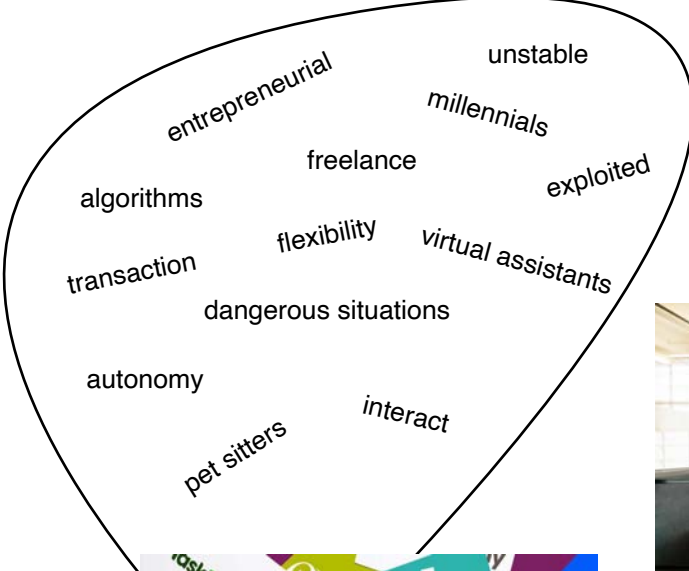 unstable
entrepreneurial
millennials
freelance
exploited
algorithms
flexibility
virtual assistants
transaction
dangerous situations
autonomy
interact
pet sitters